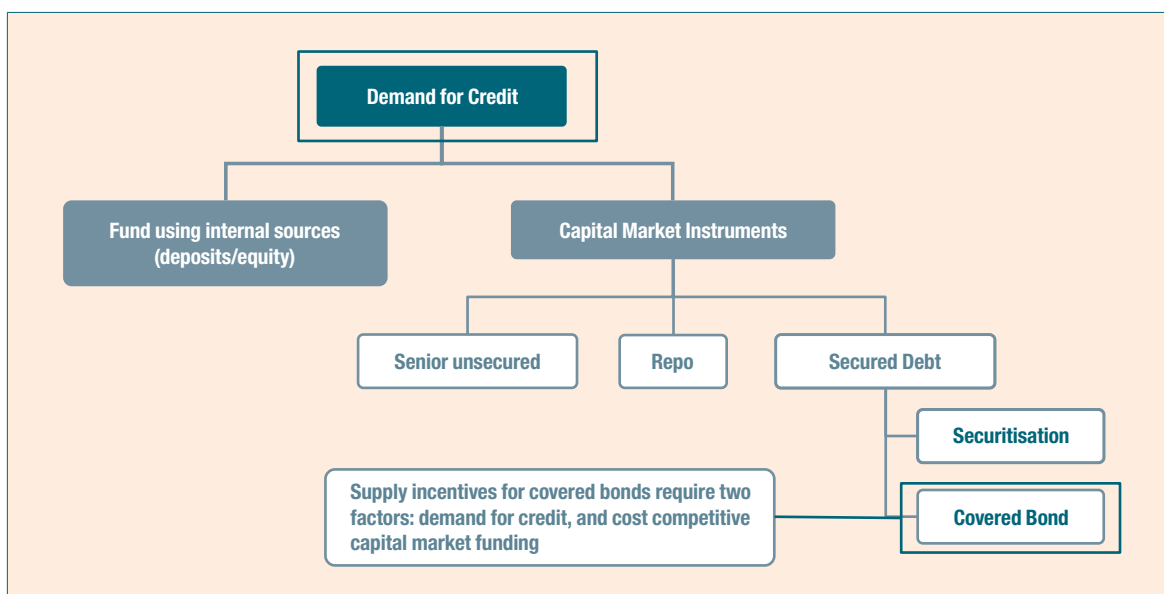 Demand for Credit
Fund using internal sources
(deposits/equity)
Capital Market Instruments
Senior unsecured
Repo
Secured Debt
Securitisation
Supply incentives for covered bonds require two
factors: demand for credit, and cost competitive
capital market funding
Covered Bond